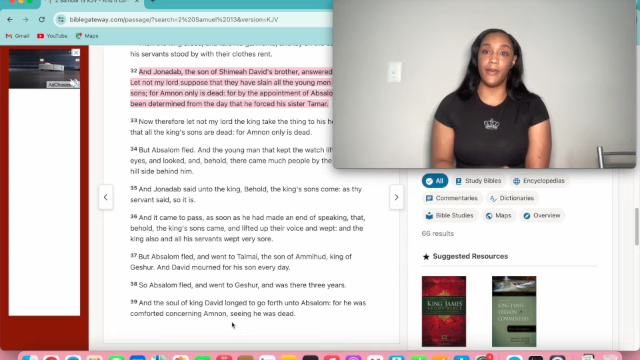 2 Samuel 13 KJV - And it Cam
biblegateway.com/passage/?search=2%20Samuel%2013&version=KJV
Gmail
YouTube
Maps
AdChoices
his servants stood by with their clothes rent.
32 And Jonadab, the son of Shimeah David's brother, answered
Let not my lord suppose that they have slain all the young men
sons; for Amnon only is dead: for by the appointment of Absalo
been determined from the day that he forced his sister Tamar.
33 Now therefore let not my lord the king take the thing to his he
that all the king's sons are dead: for Amnon only is dead.
34 But Absalom fled. And the young man that kept the watch lift
eyes, and looked, and, behold, there came much people by the
hill side behind him.
35 And Jonadab said unto the king, Behold, the king's sons come: as thy
servant said, so it is.
36 And it came to pass, as soon as he had made an end of speaking, that,
behold, the king's sons came, and lifted up their voice and wept: and the
king also and all his servants wept very sore.
37 But Absalom fled, and went to Talmai, the son of Ammihud, king of
Geshur. And David mourned for his son every day.
38 So Absalom fled, and went to Geshur, and was there three years.
39 And the soul of king David longed to go forth unto Absalom: for he was
comforted concerning Amnon, seeing he was dead.
All
Study Bibles
Encyclopedias
Commentaries
Dictionaries
Bible Studies
Maps
Overview
66 results
Suggested Resources
KING JAMES